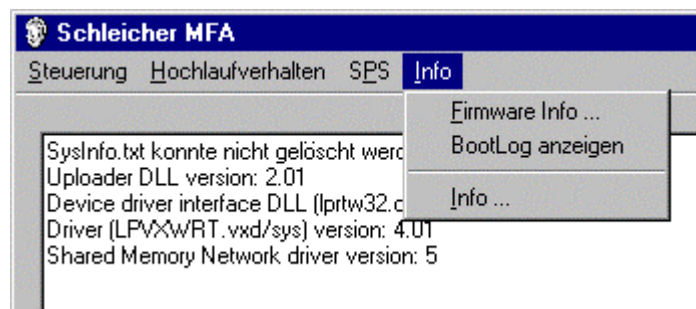 Schleicher MFA
Steuerung Hochlaufverhalten SPS Info
Firmware Info ...
BootLog anzeigen
Info ...
SysInfo.txt konnte nicht gelöscht
Uploader DLL version: 2.01
Device driver interface DLL
Driver (LPVXWRT.vxd/sys) version: 4.01
Shared Memory Network driver version: 5